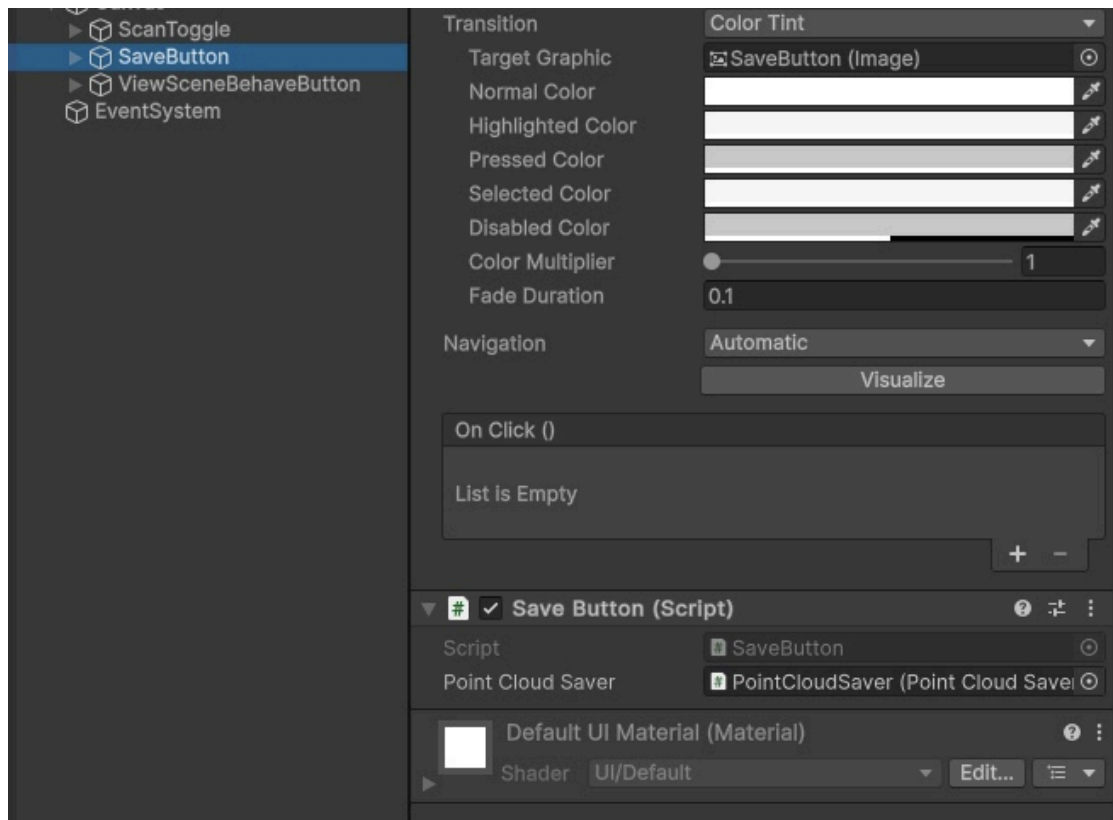 ScanToggle
SaveButton
ViewSceneBehaveButton
EventSystem
Transition
Color Tint
Target Graphic
SaveButton (Image)
Normal Color
Highlighted Color
Pressed Color
Selected Color
Disabled Color
Color Multiplier
1
Fade Duration
0.1
Navigation
Automatic
Visualize
On Click ()
List is Empty
+ −
# Save Button (Script)
Script
SaveButton
Point Cloud Saver
PointCloudSaver (Point Cloud Saver
Default UI Material (Material)
Shader
UI/Default
Edit...